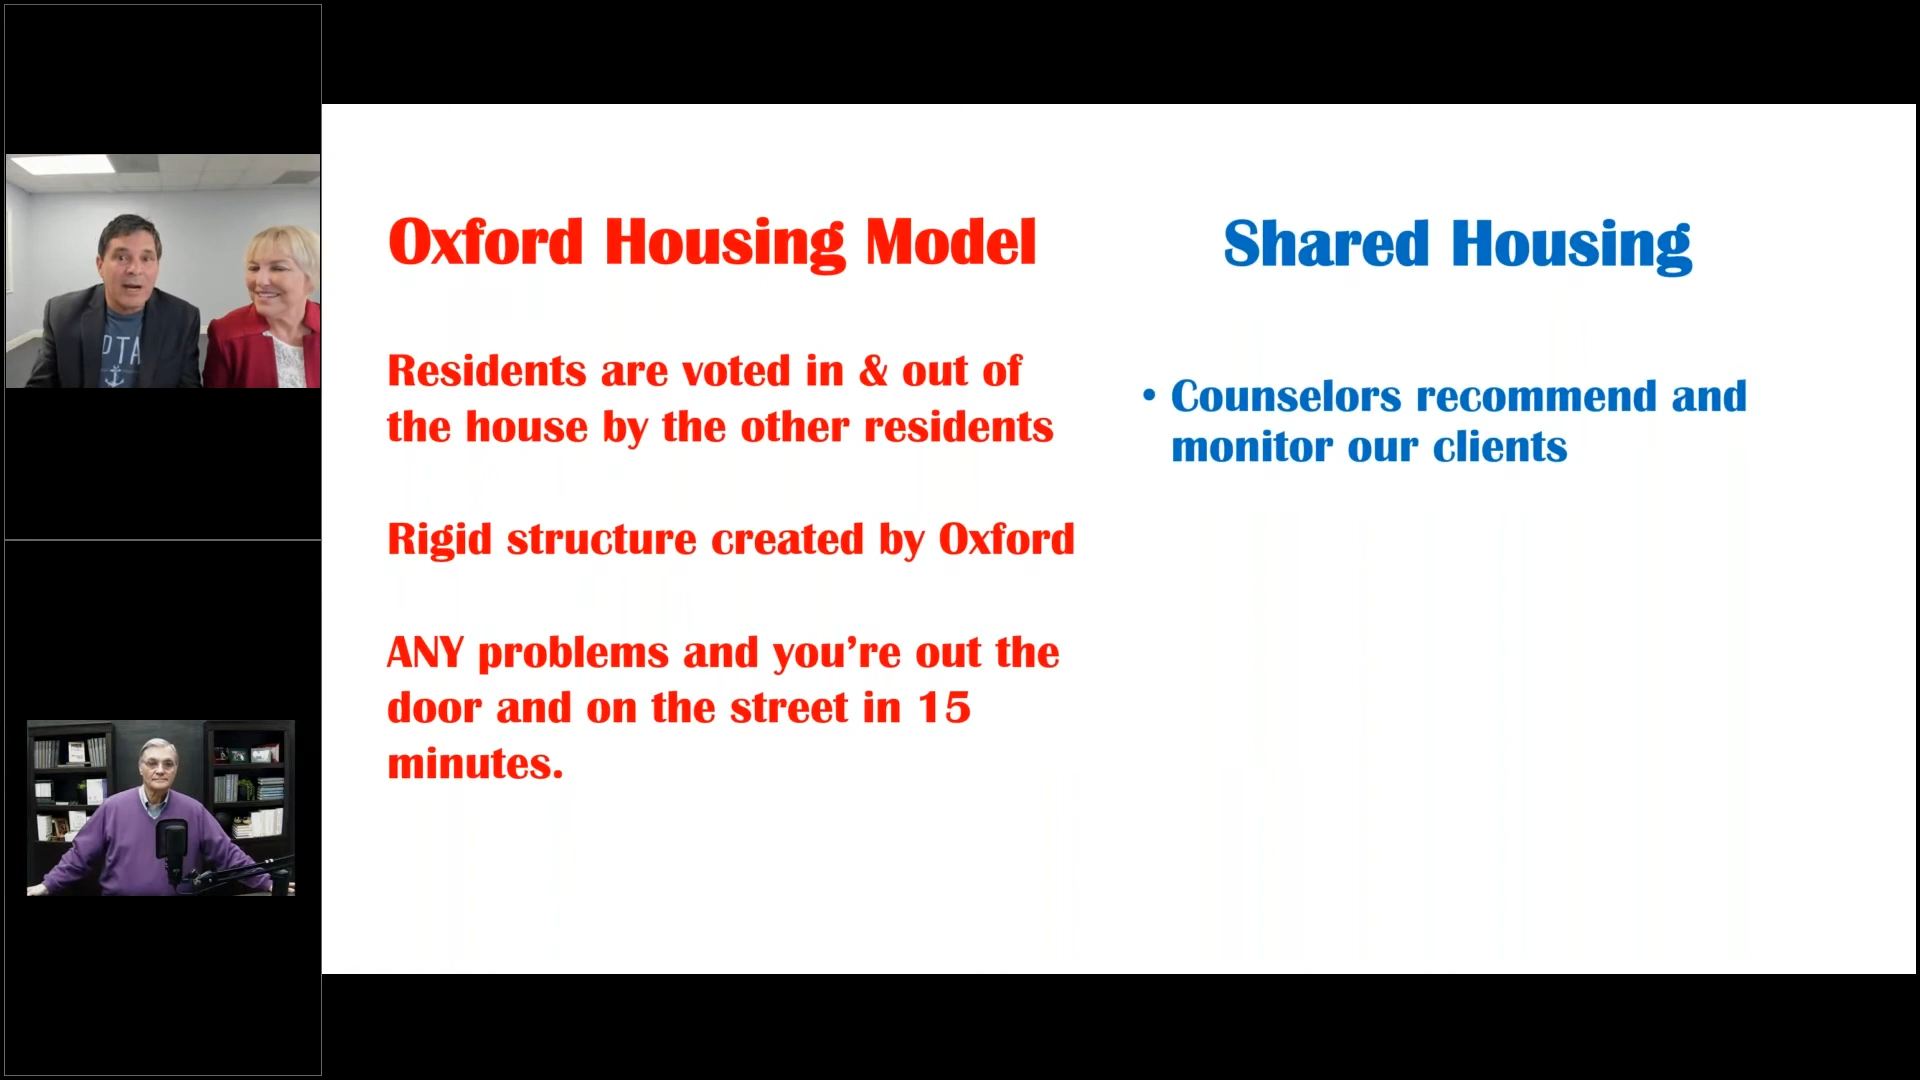 Oxford Housing Model
Residents are voted in & out of
the house by the other residents
Rigid structure created by Oxford
ANY problems and you’re out the
door and on the street in 15
minutes.
Shared Housing
• Counselors recommend and
monitor our clients
PTA